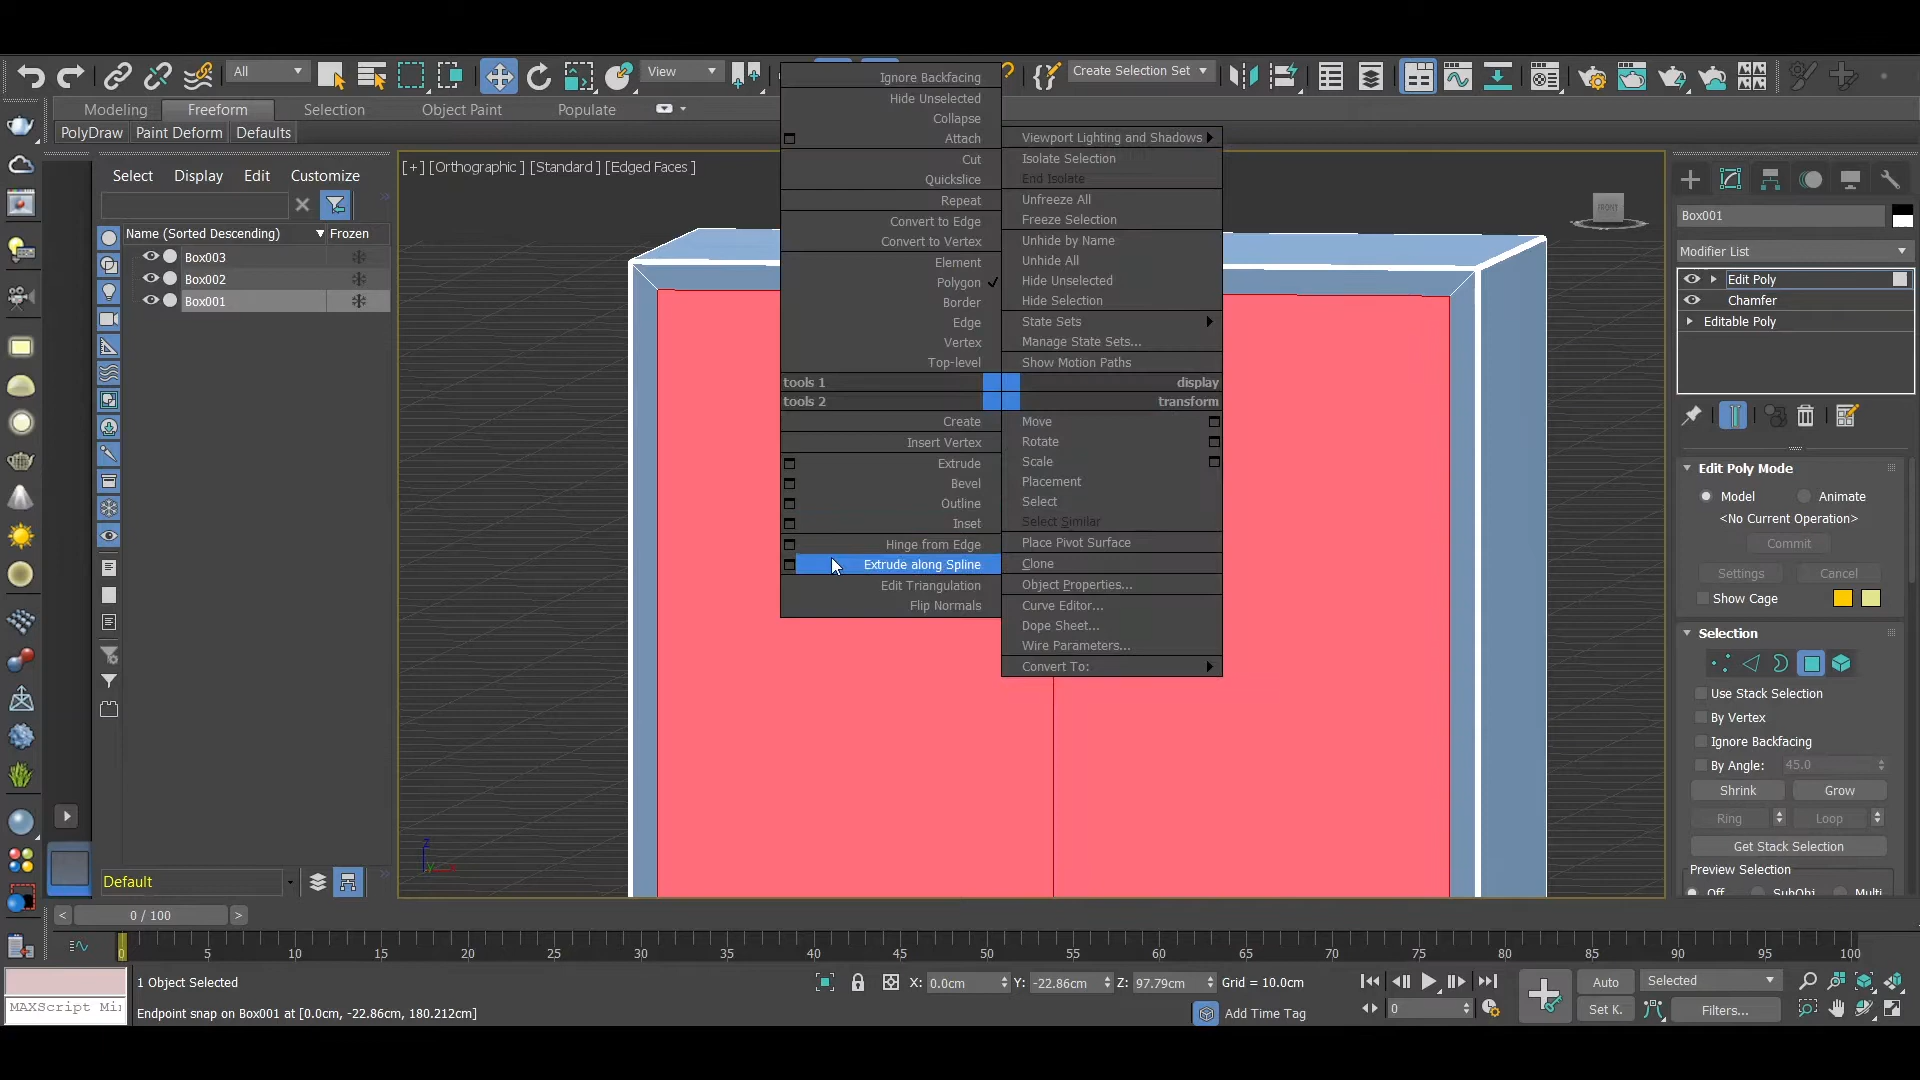 All
View
Create Selection Set
Modeling
Freeform
Selection
Object Paint
Populate
PolyDraw
Paint Deform
Defaults
Select
Display
Edit
Customize
Name (Sorted Descending)
Frozen
Box003
Box002
Box001
Default
[+] [Orthographic ] [Standard ] [Edged Faces ]
FRONT
Ignore Backfacing
Hide Unselected
Collapse
Attach
Cut
Quickslice
Repeat
Convert to Edge
Convert to Vertex
Element
Polygon
Border
Edge
Vertex
Top-level
tools 1
tools 2
Create
Insert Vertex
Extrude
Bevel
Outline
Inset
Hinge from Edge
Extrude along Spline
Edit Triangulation
Flip Normals
Viewport Lighting and Shadows
Isolate Selection
End Isolate
Unfreeze All
Freeze Selection
Unhide by Name
Unhide All
Hide Unselected
Hide Selection
State Sets
Manage State Sets...
Show Motion Paths
display
transform
Move
Rotate
Scale
Placement
Select
Select Similar
Place Pivot Surface
Clone
Object Properties...
Curve Editor...
Dope Sheet...
Wire Parameters...
Convert To:
Box001
Modifier List
Edit Poly
Chamfer
Editable Poly
Edit Poly Mode
Model
Animate
<No Current Operation>
Commit
Settings
Cancel
Show Cage
Selection
Use Stack Selection
By Vertex
Ignore Backfacing
By Angle:
45.0
Shrink
Grow
Ring
Loop
Get Stack Selection
Preview Selection
Off
SubObj
Multi
z
y
x
< 0 / 100 >
0 5 10 15 20 25 30 35 40 45 50 55 60 65 70 75 80 85 90 95 100
1 Object Selected
X: 0.0cm
Y: -22.86cm
Z: 97.79cm
Grid = 10.0cm
Auto
Selected
MAXScript Mi
Endpoint snap on Box001 at [0.0cm, -22.86cm, 180.212cm]
Add Time Tag
0
Set K.
Filters...